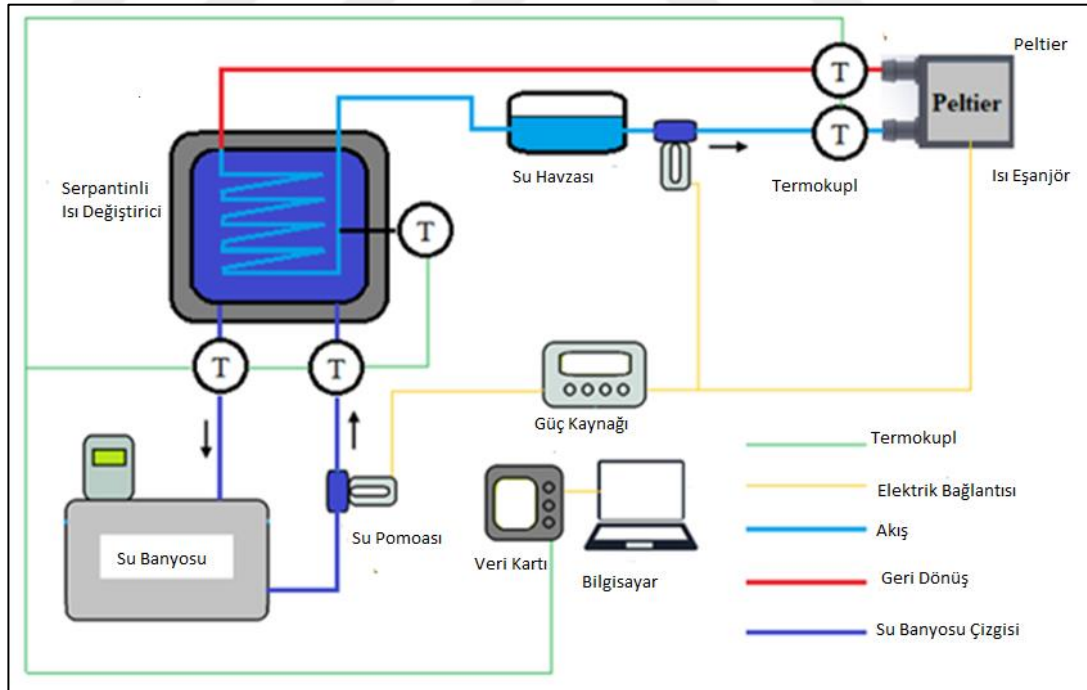 Peltier
T
Peltier
T
Su Havzası
Termokupl
Isı Eşanjör
Serpantinli
Isı Değiştirici
T
T
T
Güç Kaynağı
Termokupl
Elektrik Bağlantısı
Su Pomoası
Su Banyosu
Veri Kartı
Bilgisayar
Akış
Geri Dönüş
Su Banyosu Çizgisi